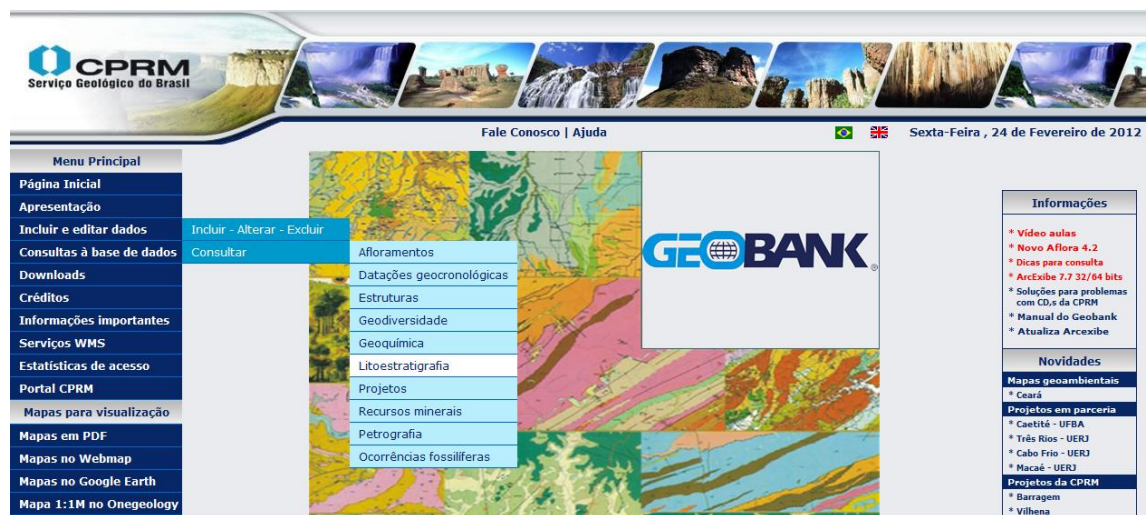 CPRM
Serviço Geológico do Brasil
Fale Conosco | Ajuda
Sexta-Feira , 24 de Fevereiro de 2012
Menu Principal
Página Inicial
Apresentação
Incluir e editar dados
Consultas à base de dados
Downloads
Créditos
Informações importantes
Serviços WMS
Estatísticas de acesso
Portal CPRM
Mapas para visualização
Mapas em PDF
Mapas no Webmap
Mapas no Google Earth
Mapa 1:1M no Onegeology
Incluir - Alterar - Excluir
Consultar
Afloramentos
Datações geocronológicas
Estruturas
Geodiversidade
Geoquímica
Litoestratigrafia
Projetos
Recursos minerais
Petrografia
Ocorrências fossilíferas
GEOBANK
Informações
* Vídeo aulas
* Novo Aflora 4.2
* Dicas para consulta
* ArcExibe 7.7 32/64 bits
* Soluções para problemas
com CD,s da CPRM
* Manual do Geobank
* Atualiza Arcexibe
Novidades
Mapas geoambientais
* Ceará
Projetos em parceria
* Caetité - UFBA
* Três Rios - UERJ
* Cabo Frio - UERJ
* Macaé - UERJ
Projetos da CPRM
* Barragem
* Vilhena